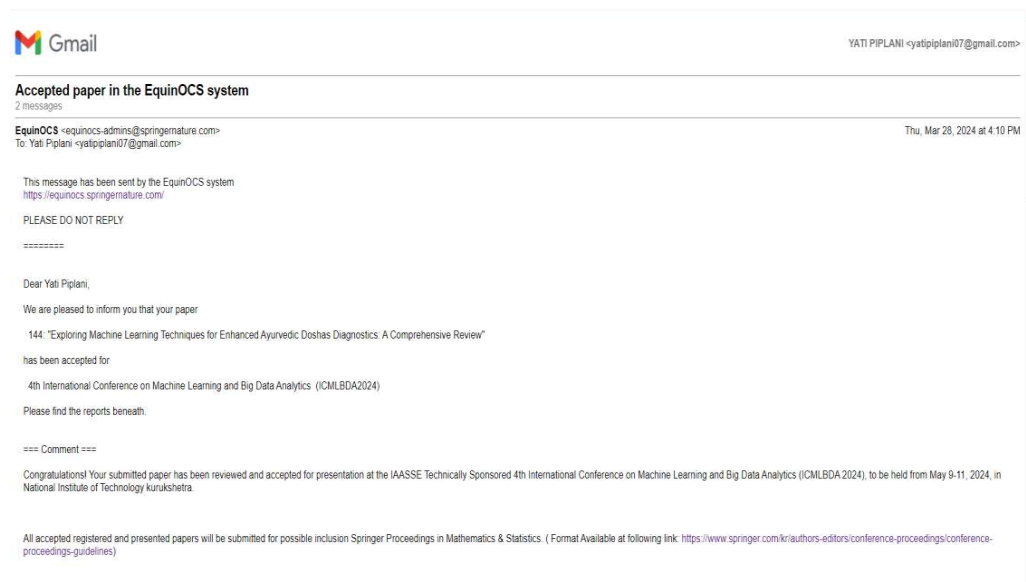 Gmail
YATI PIPLANI <yatipiplani07@gmail.com>
Accepted paper in the EquinOCS system
2 messages
EquinOCS <equinocs-admins@springernature.com>
Thu, Mar 28, 2024 at 4:10 PM
To: Yati Piplani <yatipiplani07@gmail.com>
This message has been sent by the EquinOCS system
https://equinocs.springernature.com/
PLEASE DO NOT REPLY
========
Dear Yati Piplani,
We are pleased to inform you that your paper
144: "Exploring Machine Learning Techniques for Enhanced Ayurvedic Doshas Diagnostics: A Comprehensive Review"
has been accepted for
4th International Conference on Machine Learning and Big Data Analytics (ICMLBDA2024)
Please find the reports beneath.
=== Comment ===
Congratulations! Your submitted paper has been reviewed and accepted for presentation at the IAASSE Technically Sponsored 4th International Conference on Machine Learning and Big Data Analytics (ICMLBDA 2024), to be held from May 9-11, 2024, in
National Institute of Technology kurukshetra.
All accepted registered and presented papers will be submitted for possible inclusion Springer Proceedings in Mathematics & Statistics. ( Format Available at following link: https://www.springer.com/kr/authors-editors/conference-proceedings/conference-
proceedings-guidelines)